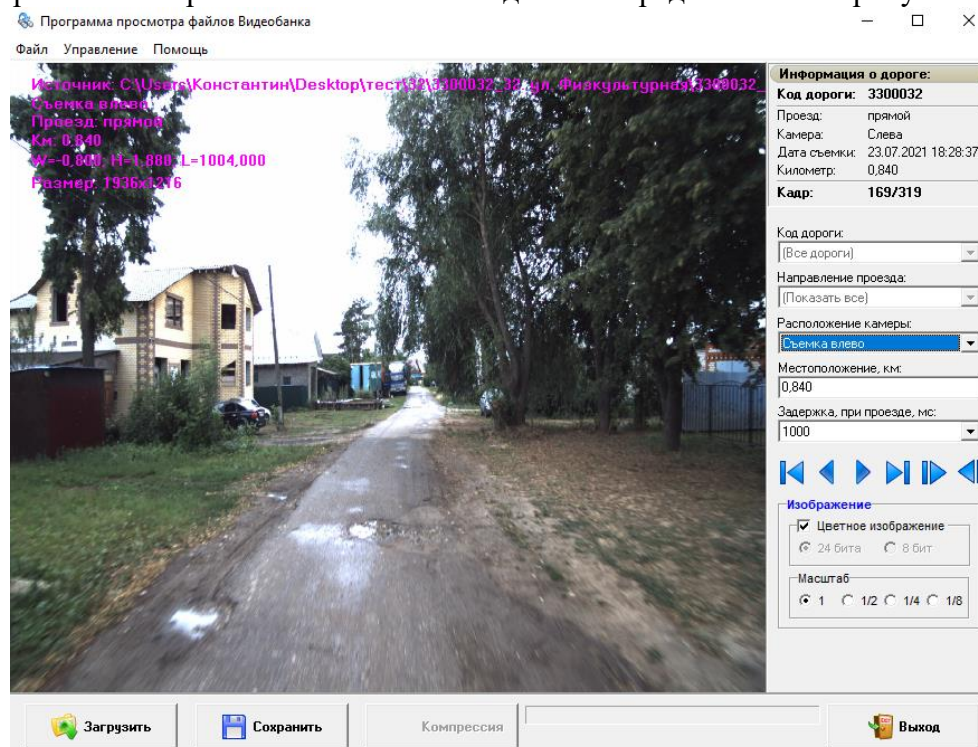 Программа просмотра файлов Видеобанка
Файл Управление Помощь
Источник: C:\Users\Константин\Desktop\тест\32\3300032_32_ул. Физкультурная\3300032_
Съемка влево
Проезд: прямой
Км: 0,840
W=-0,800, H=1,880, L=1004,000
Размер: 1936x1216
Информация о дороге:
Код дороги: 3300032
Проезд: прямой
Камера: Слева
Дата съемки: 23.07.2021 18:28:37
Километр: 0,840
Кадр: 169/319
Код дороги:
(Все дороги)
Направление проезда:
(Показать все)
Расположение камеры:
Съемка влево
Местоположение, км:
0,840
Задержка, при проезде, мс:
1000
Изображение
Цветное изображение
24 бита 8 бит
Масштаб
1 1/2 1/4 1/8
Загрузить Сохранить Компрессия Выход